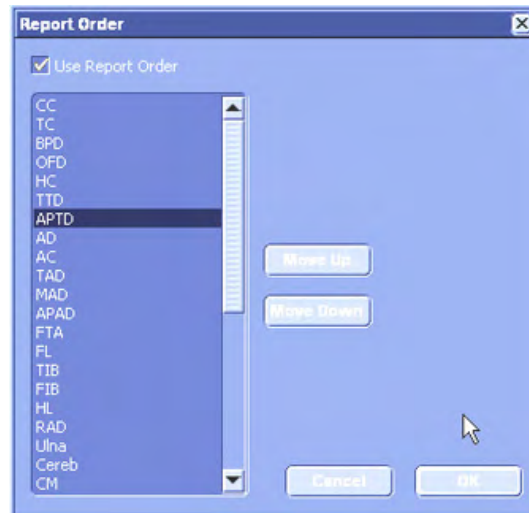 Report Order
Use Report Order
CC
TC
BPD
OFD
HC
TTD
APTD
AD
AC
TAD
MAD
APAD
FTA
FL
TIB
FIB
HL
RAD
Ulna
Cereb
CM
Move Up
Move Down
Cancel
OK